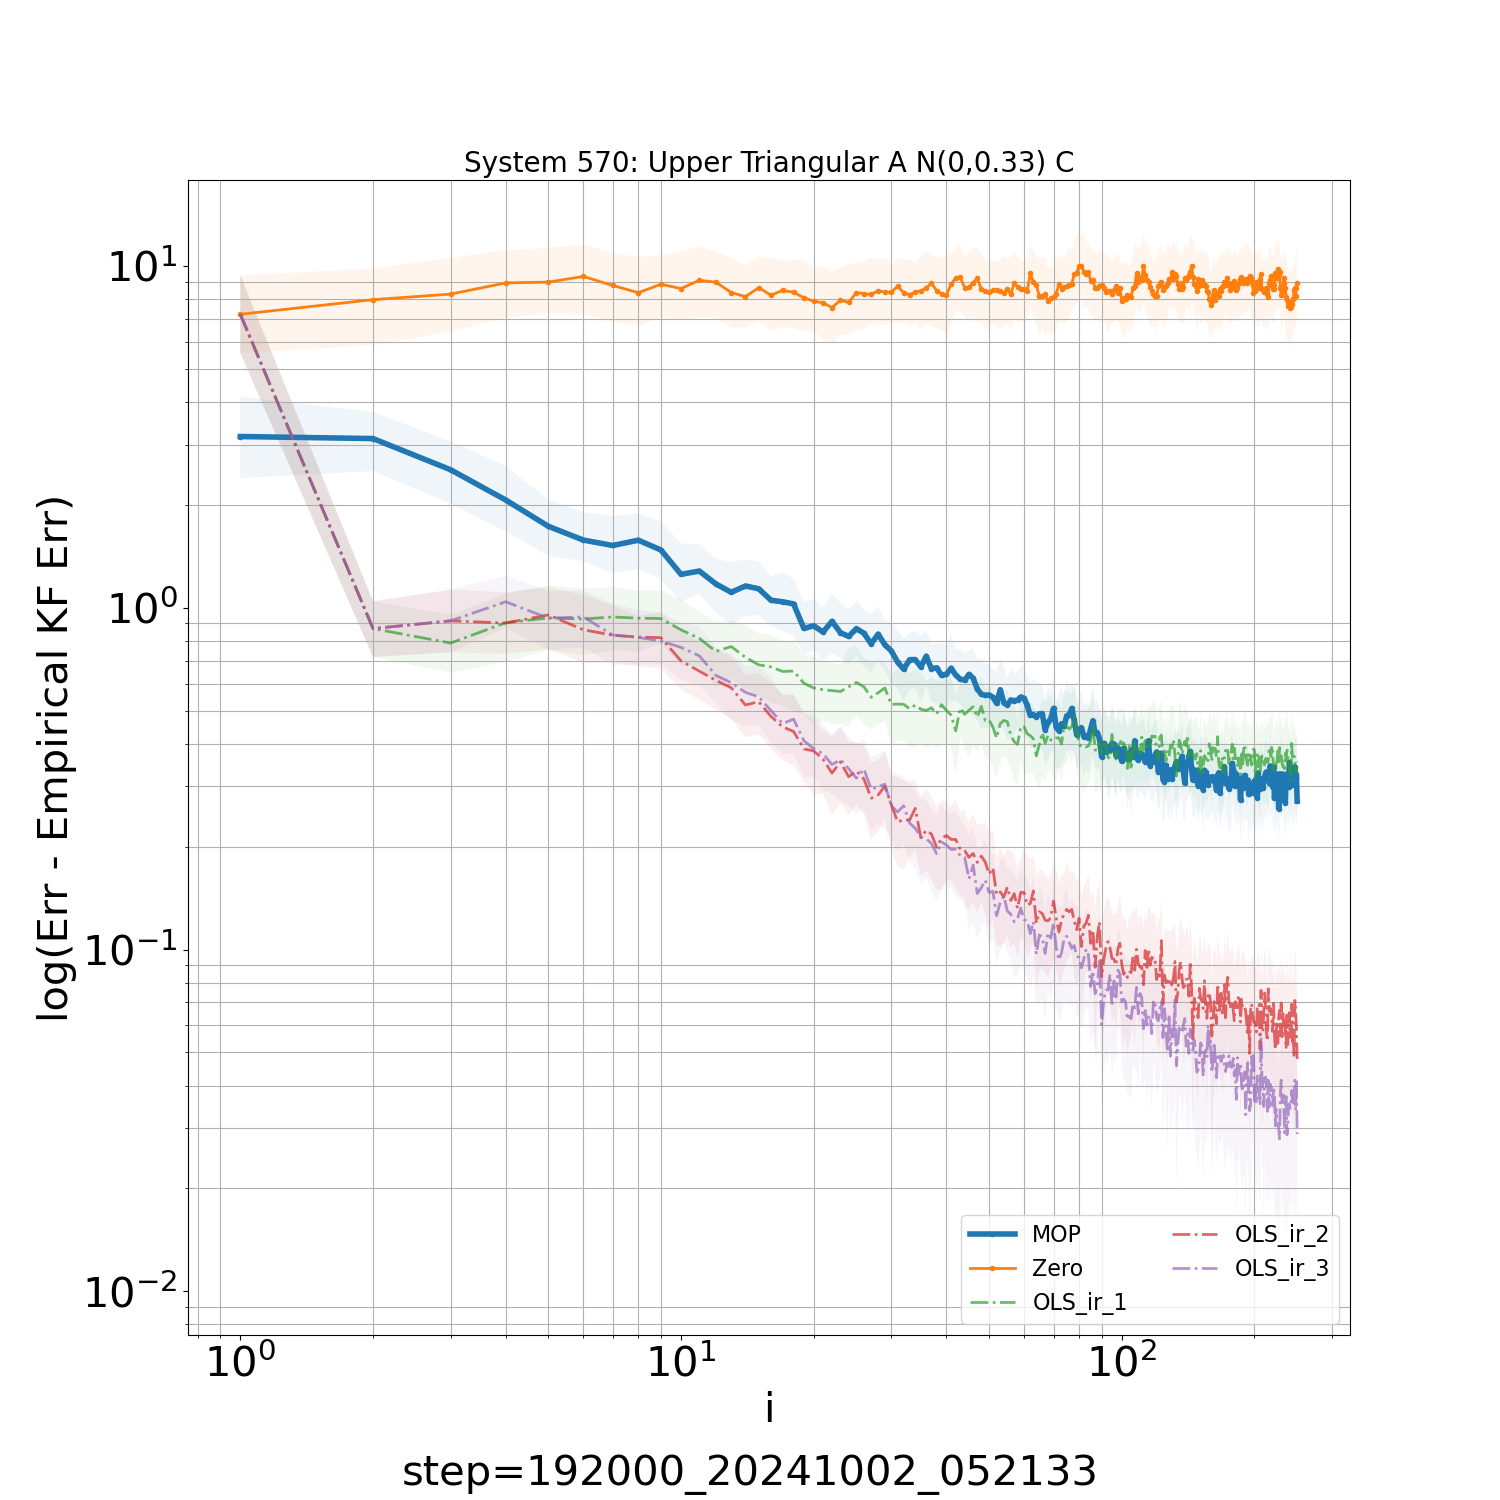 System 570: Upper Triangular A N(0,0.33) C
log(Err - Empirical KF Err)
10¹
10⁰
10⁻¹
10⁻²
10⁰ 10¹ 10²
i
step=192000_20241002_052133
MOP
Zero
OLS_ir_1
OLS_ir_2
OLS_ir_3